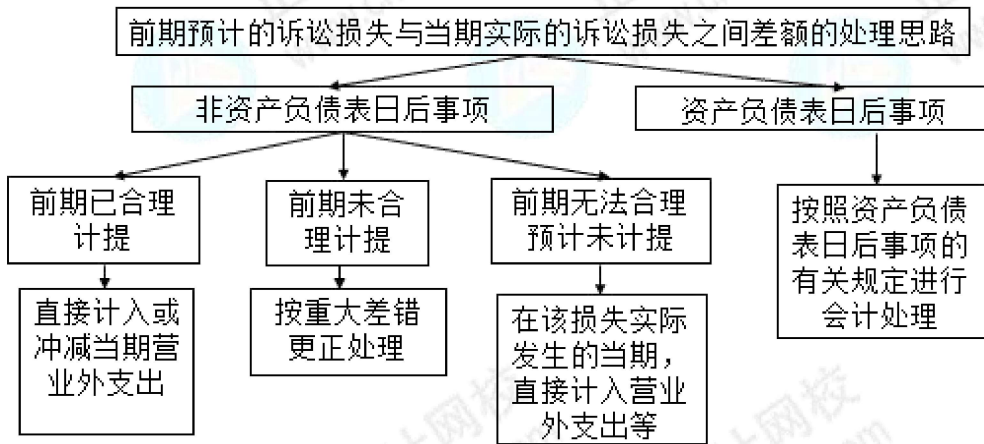 前期预计的诉讼损失与当期实际的诉讼损失之间差额的处理思路
非资产负债表日后事项
资产负债表日后事项
前期已合理
计提
前期未合
理计提
前期无法合理
预计未计提
按照资产负债
表日后事项的
有关规定进行
会计处理
直接计入或
冲减当期营
业外支出
按重大差错
更正处理
在该损失实际
发生的当期，
直接计入营业
外支出等